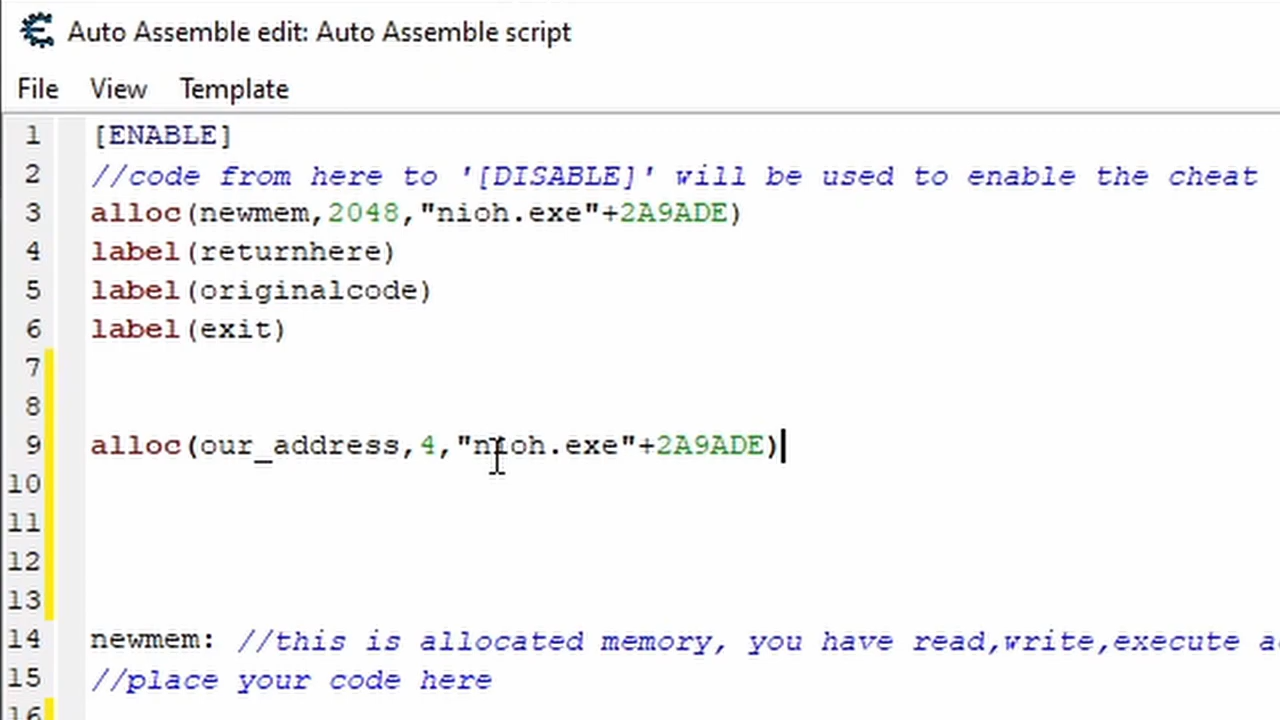 Auto Assemble edit: Auto Assemble script
File View Template
1 [ENABLE]
2 //code from here to '[DISABLE]' will be used to enable the cheat
3 alloc(newmem,2048,"nioh.exe"+2A9ADE)
4 label(returnhere)
5 label(originalcode)
6 label(exit)
7
8
9 alloc(our_address,4,"nioh.exe"+2A9ADE)
10
11
12
13
14 newmem: //this is allocated memory, you have read,write,execute a
15 //place your code here
16